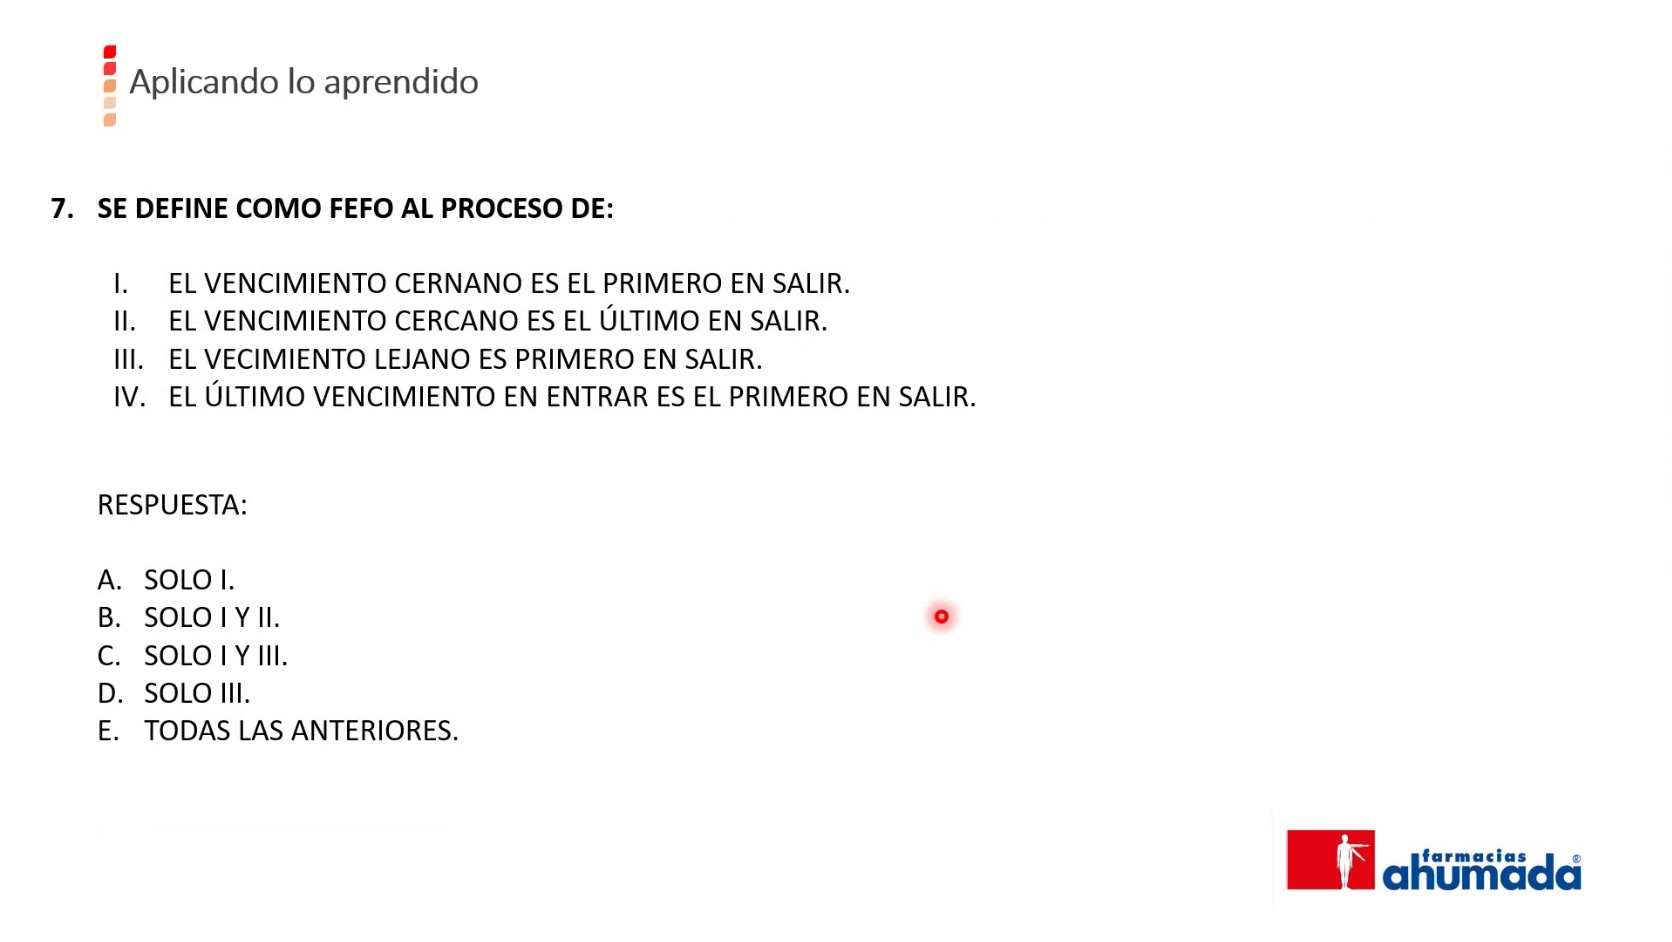 Aplicando lo aprendido
7. SE DEFINE COMO FEFO AL PROCESO DE:
I. EL VENCIMIENTO CERNANO ES EL PRIMERO EN SALIR.
II. EL VENCIMIENTO CERCANO ES EL ÚLTIMO EN SALIR.
III. EL VECIMIENTO LEJANO ES PRIMERO EN SALIR.
IV. EL ÚLTIMO VENCIMIENTO EN ENTRAR ES EL PRIMERO EN SALIR.
RESPUESTA:
A. SOLO I.
B. SOLO I Y II.
C. SOLO I Y III.
D. SOLO III.
E. TODAS LAS ANTERIORES.
farmacias
ahumada®